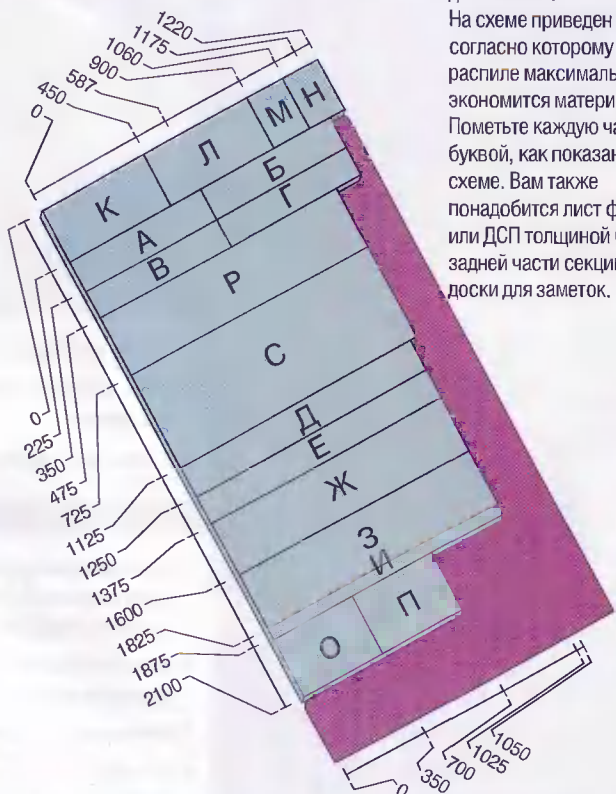 На схеме приведен
согласно которому
распиле максималь
экономится матери
Пометьте каждую ча
буквой, как показан
схеме. Вам также
понадобится лист ф
или ДСП толщиной
задней части секци
доски для заметок.
0
450
587
900
1060
1175
1220
К
Л
М
Н
А
Б
В
Г
Р
С
Д
Е
Ж
З
И
О
П
0
225
350
475
725
1125
1250
1375
1600
1825
1875
2100
0
350
700
1025
1050